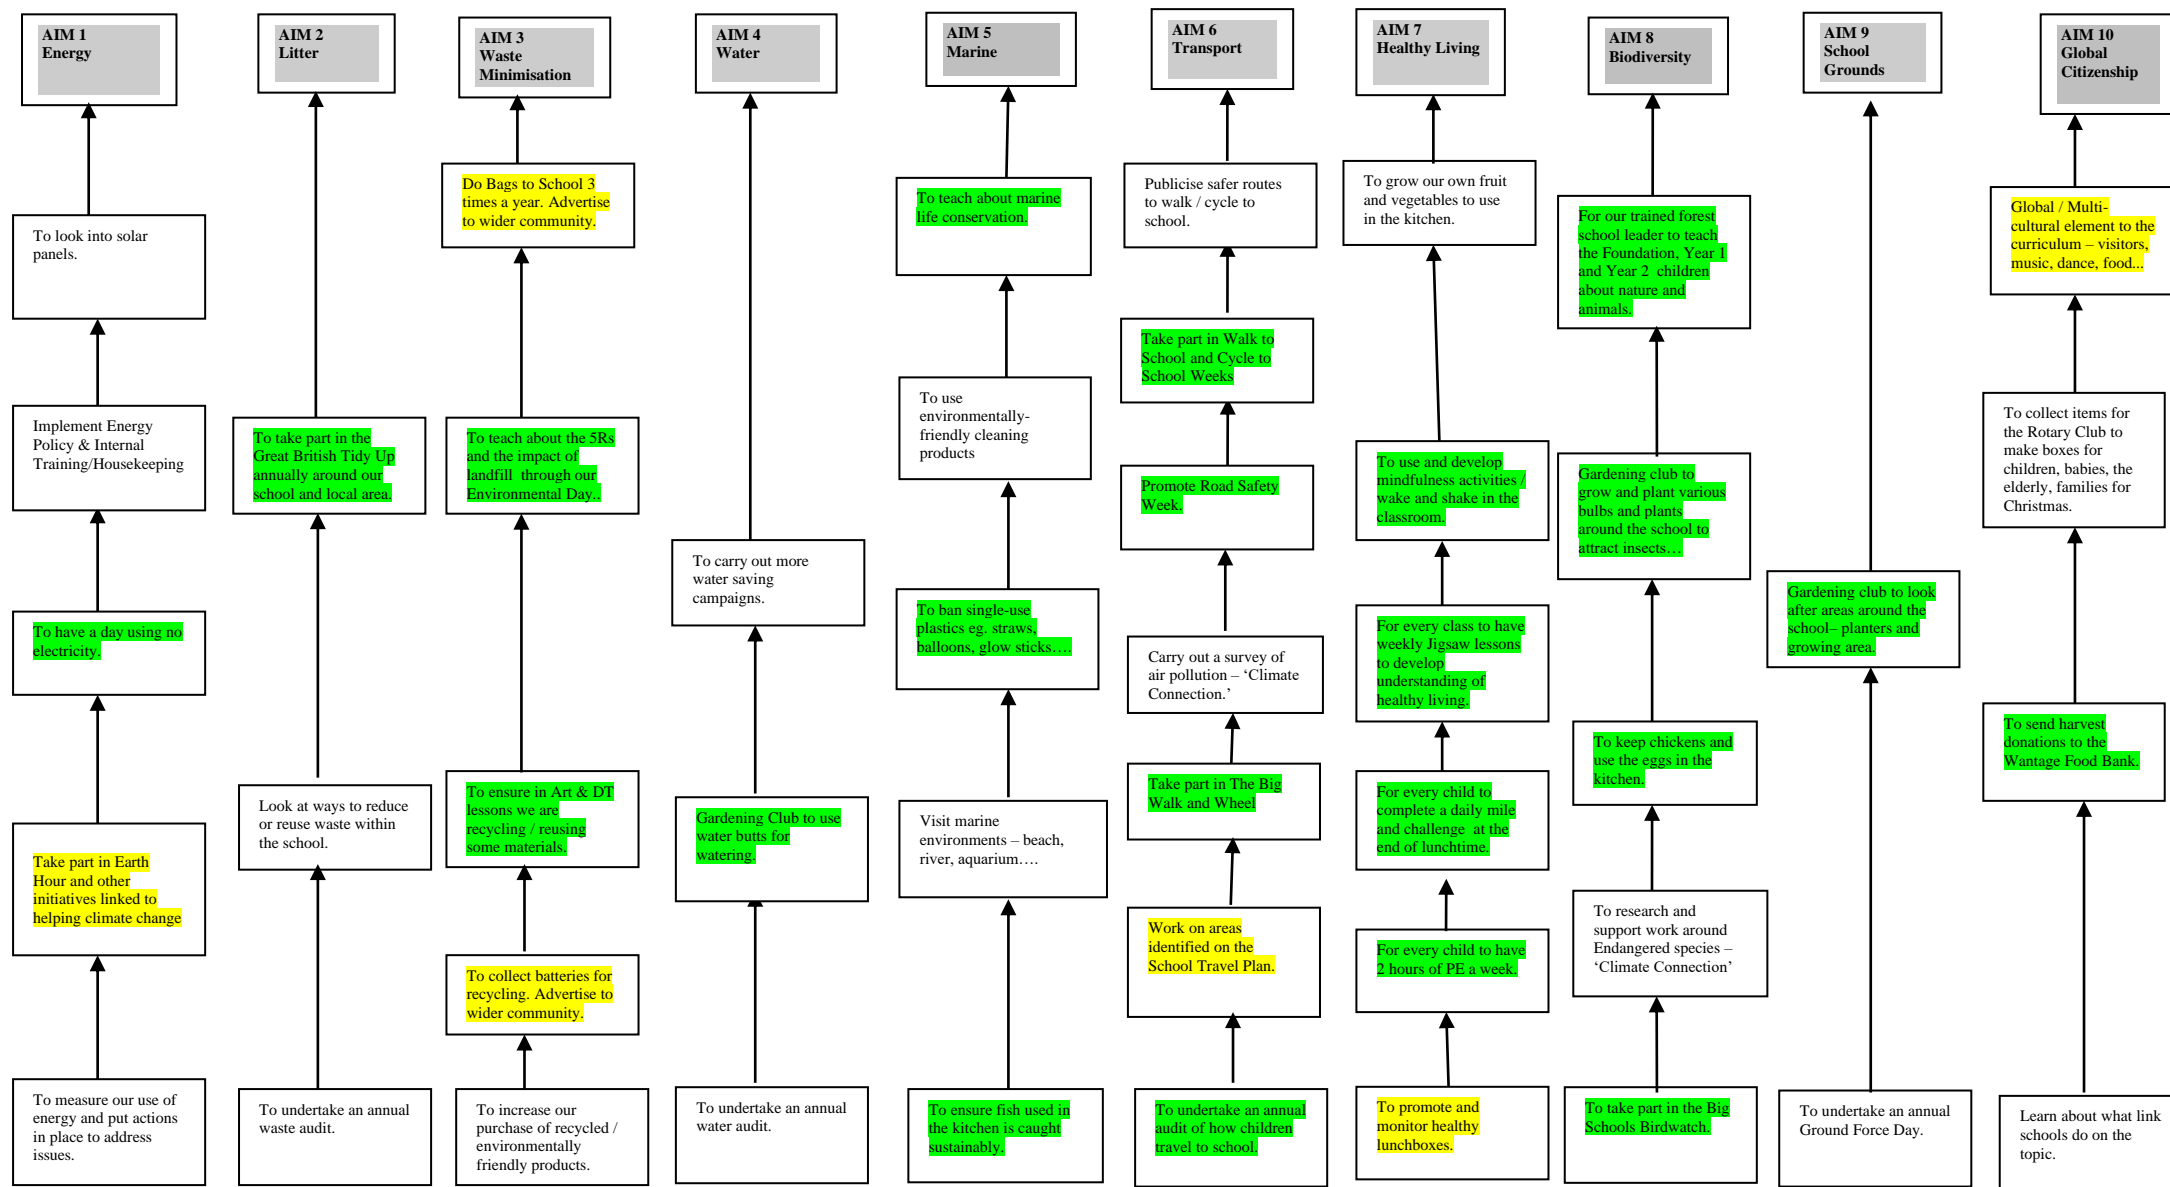 AIM 1
Energy
To look into solar
panels.
Implement Energy
Policy & Internal
Training/Housekeeping
To have a day using no
electricity.
Take part in Earth
Hour and other
initiatives linked to
helping climate change
To measure our use of
energy and put actions
in place to address
issues.
AIM 2
Litter
To take part in the
Great British Tidy Up
annually around our
school and local area.
Look at ways to reduce
or reuse waste within
the school.
To undertake an annual
waste audit.
AIM 3
Waste
Minimisation
Do Bags to School 3
times a year. Advertise
to wider community.
To teach about the 5Rs
and the impact of
landfill  through our
Environmental Day..
To ensure in Art & DT
lessons we are
recycling / reusing
some materials.
To collect batteries for
recycling. Advertise to
wider community.
To increase our
purchase of recycled /
environmentally
friendly products.
AIM 4
Water
To carry out more
water saving
campaigns.
Gardening Club to use
water butts for
watering.
To undertake an annual
water audit.
AIM 5
Marine
To teach about marine
life conservation.
To use
environmentally-
friendly cleaning
products
To ban single-use
plastics eg. straws,
balloons, glow sticks….
Visit marine
environments – beach,
river, aquarium….
To ensure fish used in
the kitchen is caught
sustainably.
AIM 6
Transport
Publicise safer routes
to walk / cycle to
school.
Take part in Walk to
School and Cycle to
School Weeks
Promote Road Safety
Week.
Carry out a survey of
air pollution – ‘Climate
Connection.’
Take part in The Big
Walk and Wheel
Work on areas
identified on the
School Travel Plan.
To undertake an annual
audit of how children
travel to school.
AIM 7
Healthy Living
To grow our own fruit
and vegetables to use
in the kitchen.
To use and develop
mindfulness activities /
wake and shake in the
classroom.
For every class to have
weekly Jigsaw lessons
to develop
understanding of
healthy living.
For every child to
complete a daily mile
and challenge  at the
end of lunchtime.
For every child to have
2 hours of PE a week.
To promote and
monitor healthy
lunchboxes.
AIM 8
Biodiversity
For our trained forest
school leader to teach
the Foundation, Year 1
and Year 2  children
about nature and
animals.
Gardening club to
grow and plant various
bulbs and plants
around the school to
attract insects…
To keep chickens and
use the eggs in the
kitchen.
To research and
support work around
Endangered species –
‘Climate Connection’
To take part in the Big
Schools Birdwatch.
AIM 9
School
Grounds
Gardening club to look
after areas around the
school– planters and
growing area.
To undertake an annual
Ground Force Day.
AIM 10
Global
Citizenship
Global / Multi-
cultural element to the
curriculum – visitors,
music, dance, food...
To collect items for
the Rotary Club to
make boxes for
children, babies, the
elderly, families for
Christmas.
To send harvest
donations to the
Wantage Food Bank.
Learn about what link
schools do on the
topic.